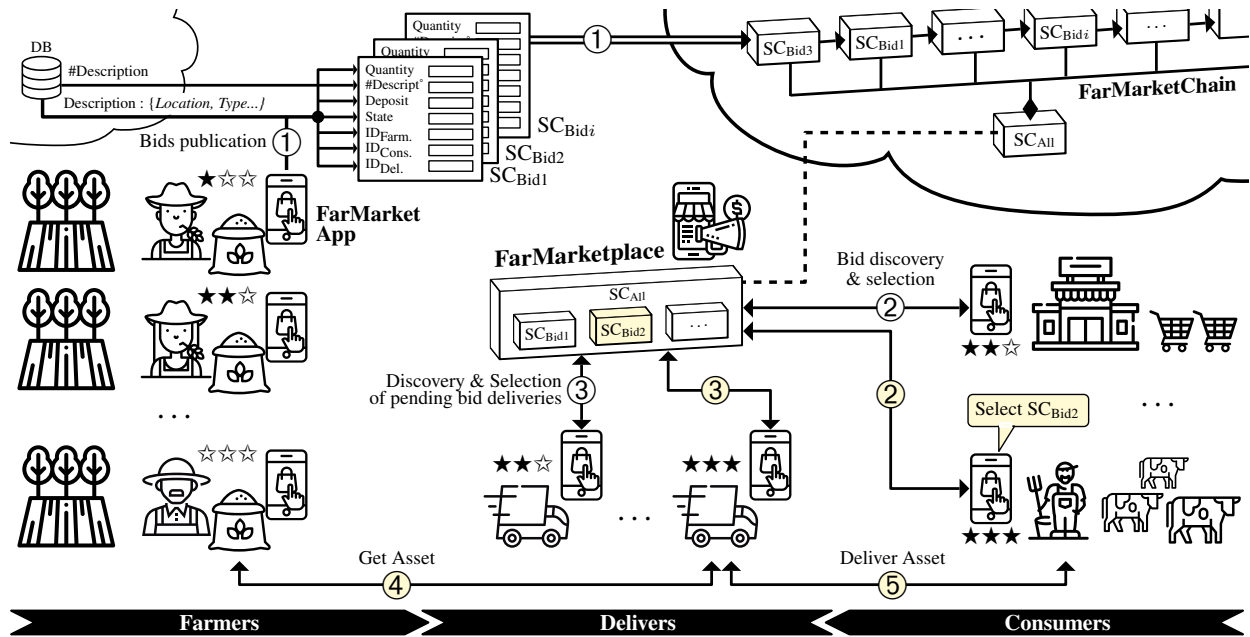 DB
#Description
Description : {Location, Type...}
Bids publication
1
Quantity
Quantity
Quantity
#Descript°
Deposit
State
IDFarm.
IDCons.
IDDel.
SCBidi
SCBid2
SCBid1
1
SCBid3
SCBid1
...
SCBidi
...
FarMarketChain
SCAll
FarMarket
App
$
FarMarketplace
SCAll
SCBid1
SCBid2
...
Bid discovery
& selection
2
2
Discovery & Selection
of pending bid deliveries
3
3
Select SCBid2
...
...
...
Get Asset
4
Deliver Asset
5
Farmers
Delivers
Consumers